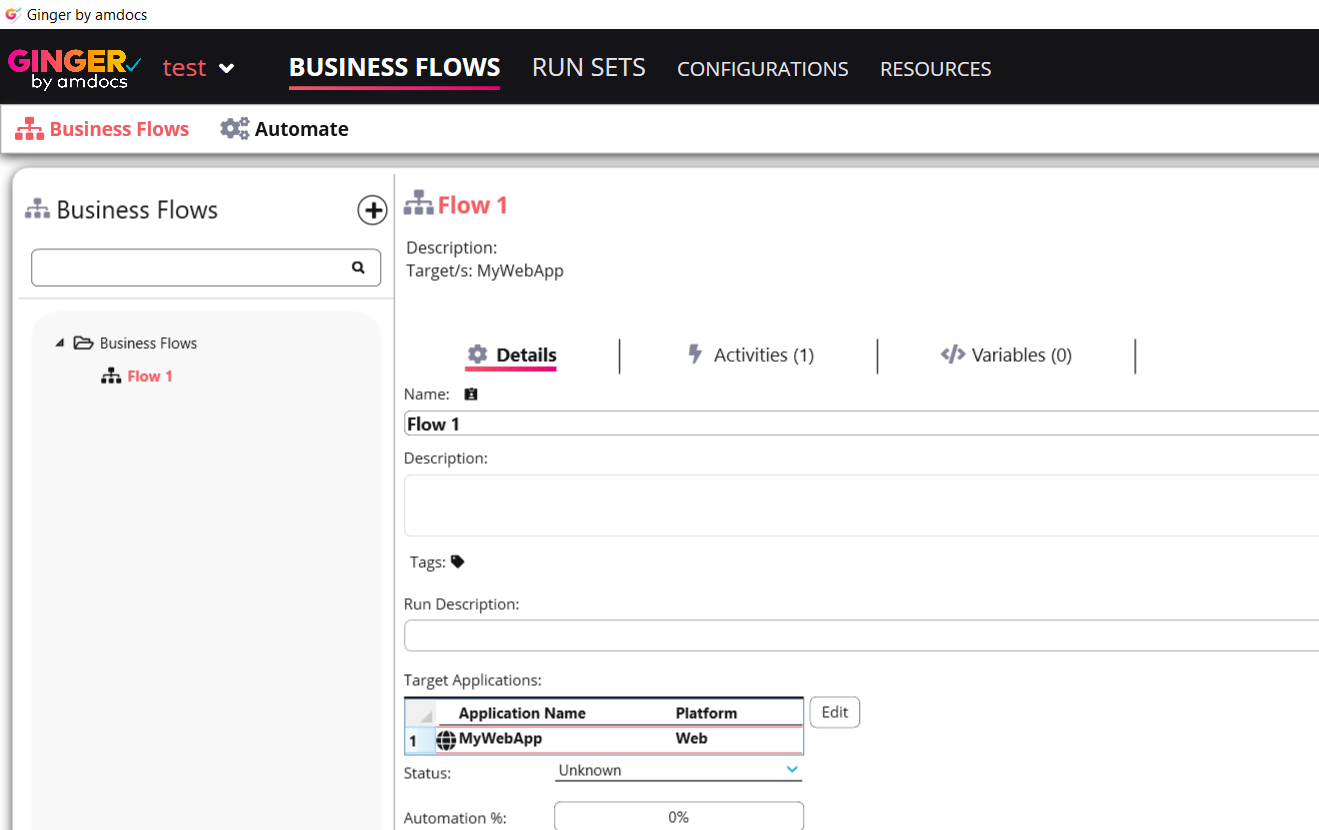 Ginger by amdocs
GINGER by amdocs
test
BUSINESS FLOWS RUN SETS CONFIGURATIONS RESOURCES
Business Flows Automate
Business Flows
Business Flows
Flow 1
Flow 1
Description:
Target/s: MyWebApp
Details Activities (1) Variables (0)
Name:
Flow 1
Description:
Tags:
Run Description:
Target Applications:
Application Name Platform
1 MyWebApp Web
Edit
Status: Unknown
Automation %: 0%